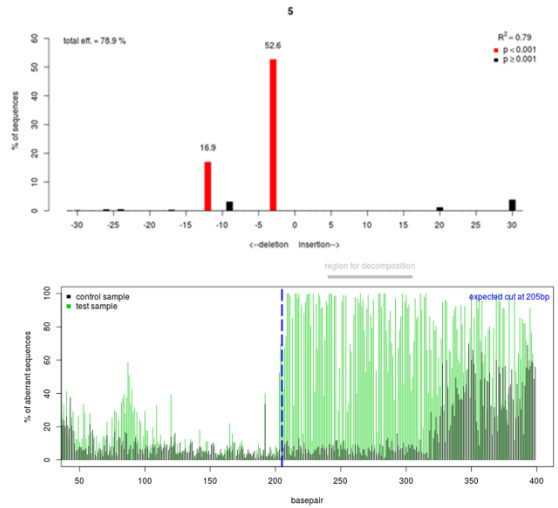 5
total eff. = 78.9 %
R² = 0.79
p < 0.001
p ≥ 0.001
52.6
16.9
% of sequences
0 10 20 30 40 50 60
-30 -25 -20 -15 -10 -5 0 5 10 15 20 25 30
<--deletion insertion-->
region for decomposition
control sample
test sample
expected cut at 205bp
% of aberrant sequences
0 20 40 60 80 100
50 100 150 200 250 300 350 400
basepair